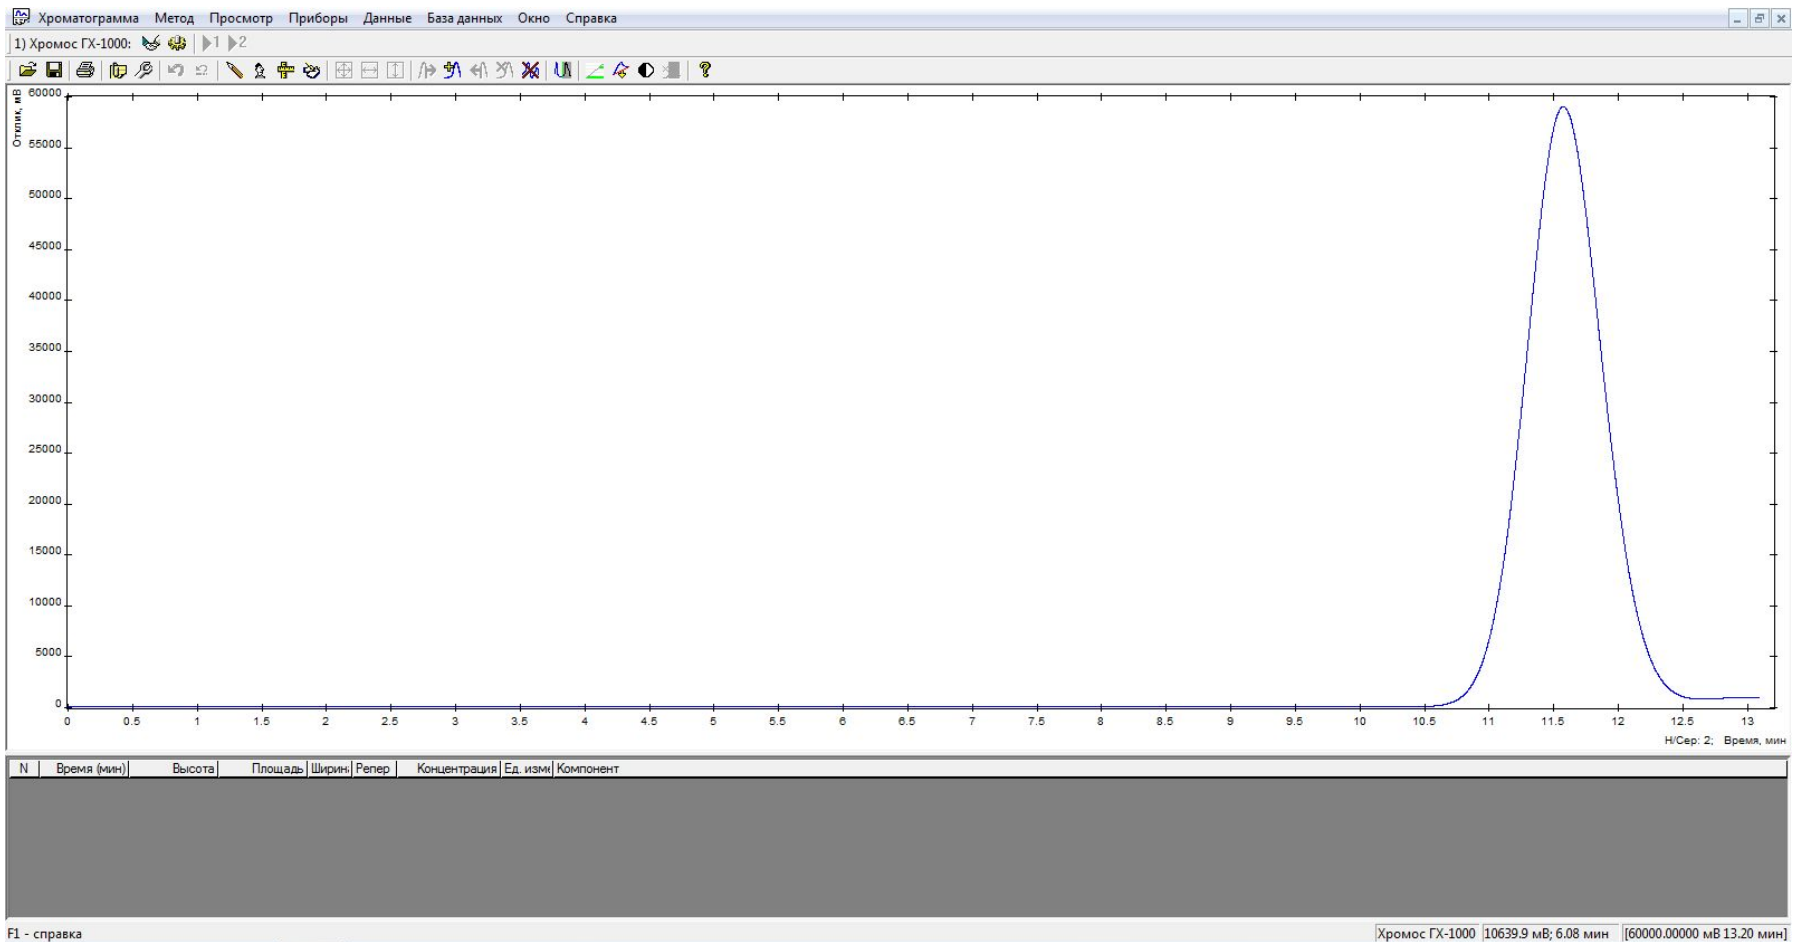 Хроматограмма Метод Просмотр Приборы Данные База данных Окно Справка
1) Хромос ГХ-1000: 1 2
Отклик, мВ
60000
55000
50000
45000
40000
35000
30000
25000
20000
15000
10000
5000
0
0 0.5 1 1.5 2 2.5 3 3.5 4 4.5 5 5.5 6 6.5 7 7.5 8 8.5 9 9.5 10 10.5 11 11.5 12 12.5 13
Н/Сер: 2; Время, мин
N Время (мин) Высота Площадь Ширин Репер Концентрация Ед. изме Компонент
F1 - справка Хромос ГХ-1000 10639.9 мВ; 6.08 мин [60000.00000 мВ 13.20 мин]